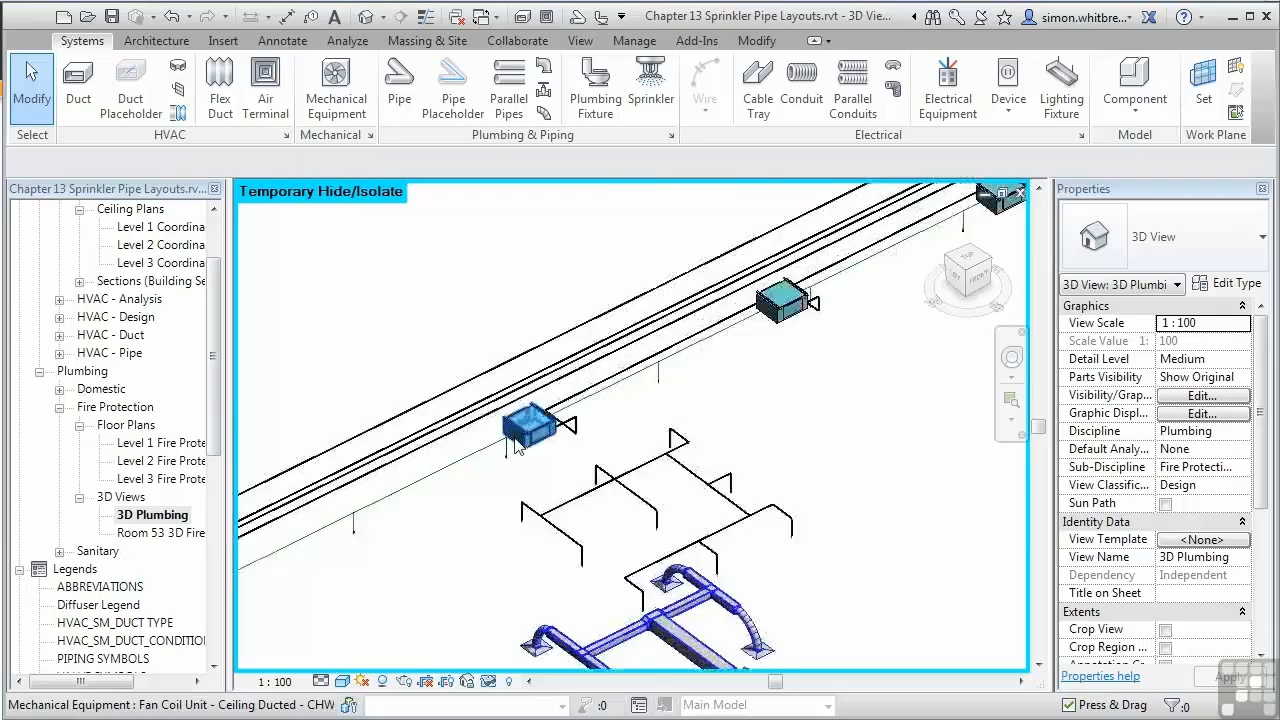 Chapter 13 Sprinkler Pipe Layouts.rvt - 3D Vie...
simon.whitbre...
Systems Architecture Insert Annotate Analyze Massing & Site Collaborate View Manage Add-Ins Modify
Modify
Duct
Duct Placeholder
Flex Duct
Air Terminal
Mechanical Equipment
Pipe
Pipe Placeholder
Parallel Pipes
Plumbing Fixture
Sprinkler
Wire
Cable Tray
Conduit
Parallel Conduits
Electrical Equipment
Device
Lighting Fixture
Component
Set
Select HVAC Mechanical Plumbing & Piping Electrical Model Work Plane
Chapter 13 Sprinkler Pipe Layouts.rv...
Ceiling Plans
Level 1 Coordina
Level 2 Coordina
Level 3 Coordina
Sections (Building Se
HVAC - Analysis
HVAC - Design
HVAC - Duct
HVAC - Pipe
Plumbing
Domestic
Fire Protection
Floor Plans
Level 1 Fire Prote
Level 2 Fire Prote
Level 3 Fire Prote
3D Views
3D Plumbing
Room 53 3D Fire
Sanitary
Legends
ABBREVIATIONS
Diffuser Legend
HVAC_SM_DUCT TYPE
HVAC_SM_DUCT_CONDITIO
PIPING SYMBOLS
Temporary Hide/Isolate
TOP
FRONT
1 : 100
Properties
3D View
3D View: 3D Plumbi
Edit Type
Graphics
View Scale 1 : 100
Scale Value 1: 100
Detail Level Medium
Parts Visibility Show Original
Visibility/Grap... Edit...
Graphic Displ... Edit...
Discipline Plumbing
Default Analy... None
Sub-Discipline Fire Protecti...
View Classific... Design
Sun Path
Identity Data
View Template <None>
View Name 3D Plumbing
Dependency Independent
Title on Sheet
Extents
Crop View
Crop Region ...
Properties help
Apply
Mechanical Equipment : Fan Coil Unit - Ceiling Ducted - CHW
:0
Main Model
Press & Drag
:0